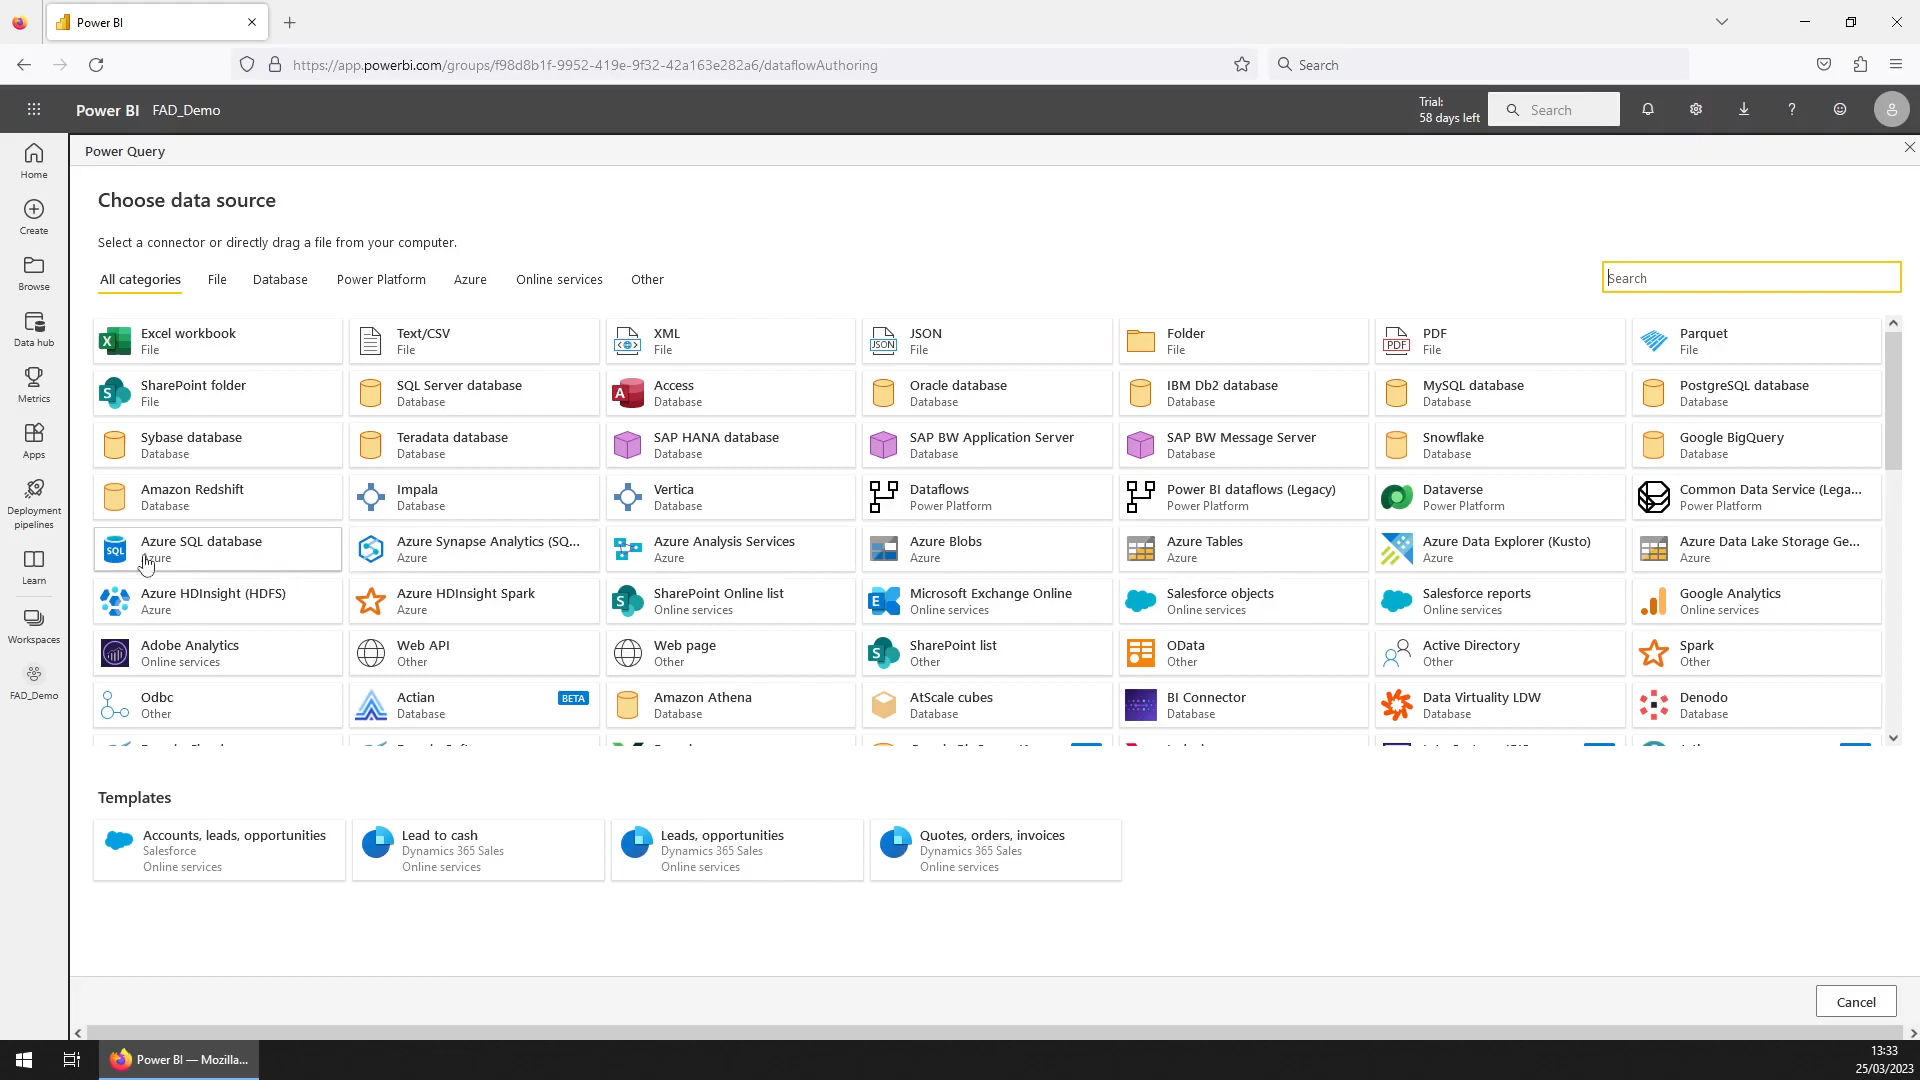 Power BI
https://app.powerbi.com/groups/f98d8b1f-9952-419e-9f32-42a163e282a6/dataflowAuthoring
Search
Power BI FAD_Demo
Trial:
58 days left
Search
Home
Create
Browse
Data hub
Metrics
Apps
Deployment
pipelines
Learn
Workspaces
FAD_Demo
Power Query
Choose data source
Select a connector or directly drag a file from your computer.
All categories File Database Power Platform Azure Online services Other
Search
Excel workbook
File
Text/CSV
File
XML
File
JSON
JSON
File
Folder
File
PDF
PDF
File
Parquet
File
SharePoint folder
File
SQL Server database
Database
Access
Database
Oracle database
Database
IBM Db2 database
Database
MySQL database
Database
PostgreSQL database
Database
Sybase database
Database
Teradata database
Database
SAP HANA database
Database
SAP BW Application Server
Database
SAP BW Message Server
Database
Snowflake
Database
Google BigQuery
Database
Amazon Redshift
Database
Impala
Database
Vertica
Database
Dataflows
Power Platform
Power BI dataflows (Legacy)
Power Platform
Dataverse
Power Platform
Common Data Service (Lega...
Power Platform
SQL
Azure SQL database
Azure
Azure Synapse Analytics (SQ...
Azure
Azure Analysis Services
Azure
Azure Blobs
Azure
Azure Tables
Azure
Azure Data Explorer (Kusto)
Azure
Azure Data Lake Storage Ge...
Azure
Azure HDInsight (HDFS)
Azure
Azure HDInsight Spark
Azure
SharePoint Online list
Online services
Microsoft Exchange Online
Online services
Salesforce objects
Online services
Salesforce reports
Online services
Google Analytics
Online services
Adobe Analytics
Online services
Web API
Other
Web page
Other
SharePoint list
Other
OData
Other
Active Directory
Other
Spark
Other
Odbc
Other
Actian
Database
BETA
Amazon Athena
Database
AtScale cubes
Database
BI Connector
Database
Data Virtuality LDW
Database
Denodo
Database
Templates
Accounts, leads, opportunities
Salesforce
Online services
Lead to cash
Dynamics 365 Sales
Online services
Leads, opportunities
Dynamics 365 Sales
Online services
Quotes, orders, invoices
Dynamics 365 Sales
Online services
Cancel
Power BI — Mozilla...
13:33
25/03/2023